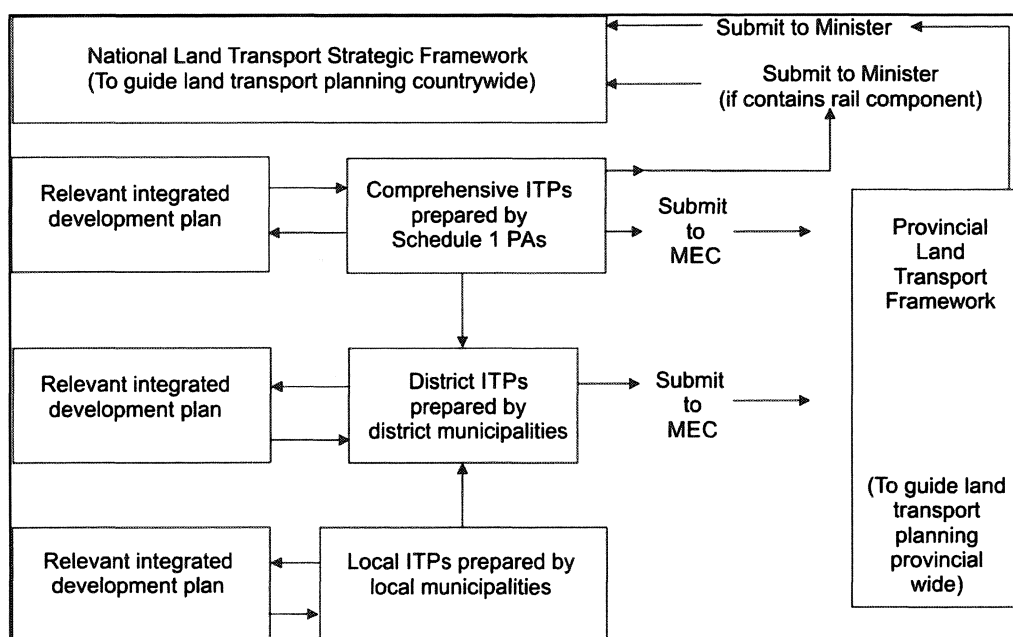 National Land Transport Strategic Framework
(To guide land transport planning countrywide)
Submit to Minister
Submit to Minister
(if contains rail component)
Relevant integrated
development plan
Comprehensive ITPs
prepared by
Schedule 1 PAs
Submit
to
MEC
Provincial
Land
Transport
Framework
Relevant integrated
development plan
District ITPs
prepared by
district municipalities
Submit
to
MEC
(To guide land
transport
planning
provincial
wide)
Relevant integrated
development plan
Local ITPs prepared by
local municipalities